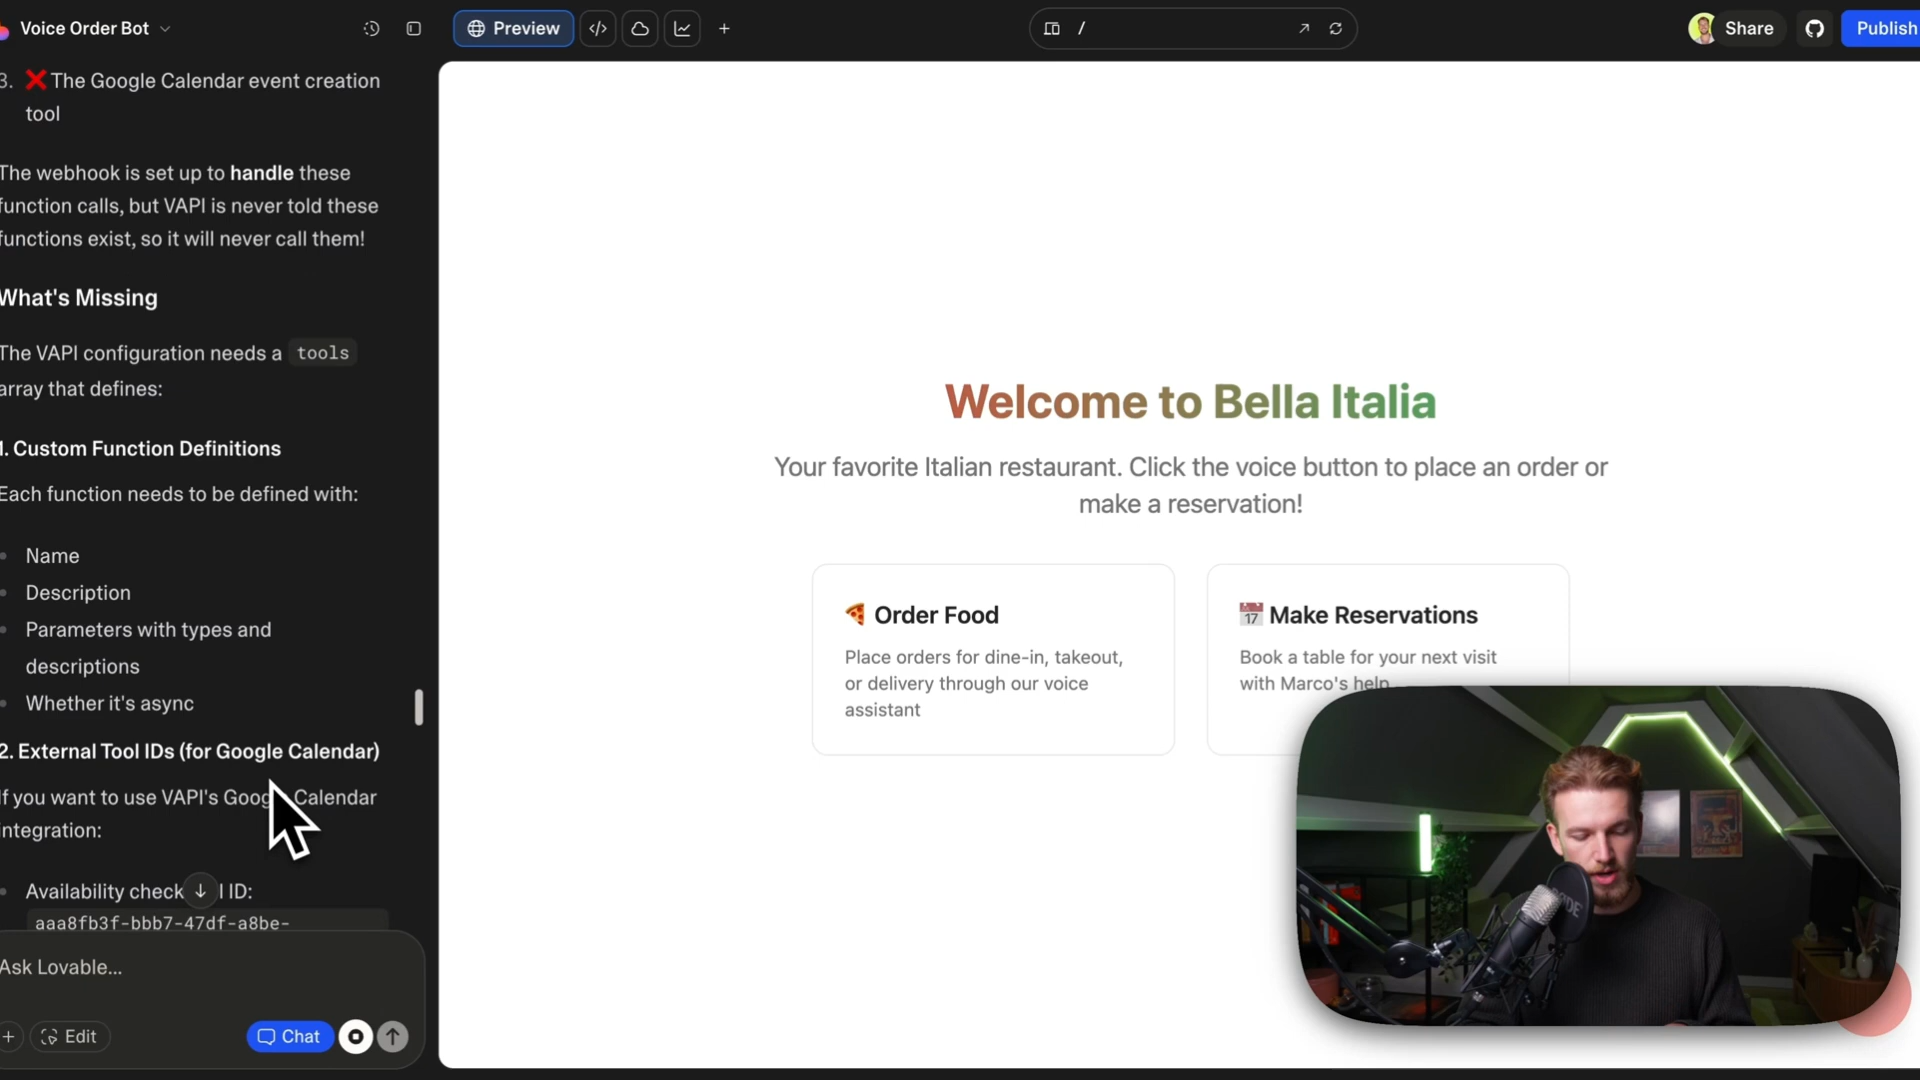 Voice Order Bot
Preview
/
Share
Publish
3. ❌ The Google Calendar event creation
tool
The webhook is set up to handle these
function calls, but VAPI is never told these
functions exist, so it will never call them!
What's Missing
The VAPI configuration needs a tools
array that defines:
1. Custom Function Definitions
Each function needs to be defined with:
Name
Description
Parameters with types and
descriptions
Whether it's async
2. External Tool IDs (for Google Calendar)
If you want to use VAPI's Calendar
integration:
Availability check ID:
aaa8fb3f-bbb7-47df-a8be-
Ask Lovable...
Edit
Chat
Welcome to Bella Italia
Your favorite Italian restaurant. Click the voice button to place an order or
make a reservation!
🍕 Order Food
Place orders for dine-in, takeout,
or delivery through our voice
assistant
📅 Make Reservations
Book a table for your next visit
with Marco's help